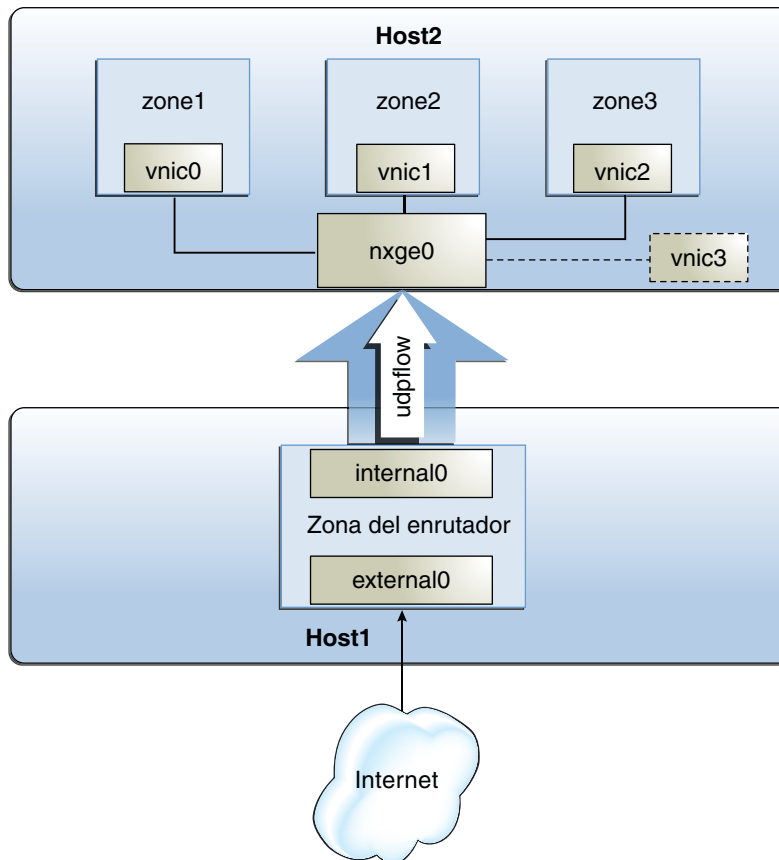 Host2
zone1
zone2
zone3
vnic0
vnic1
vnic2
nxge0
vnic3
udpflow
internal0
Zona del enrutador
external0
Host1
Internet